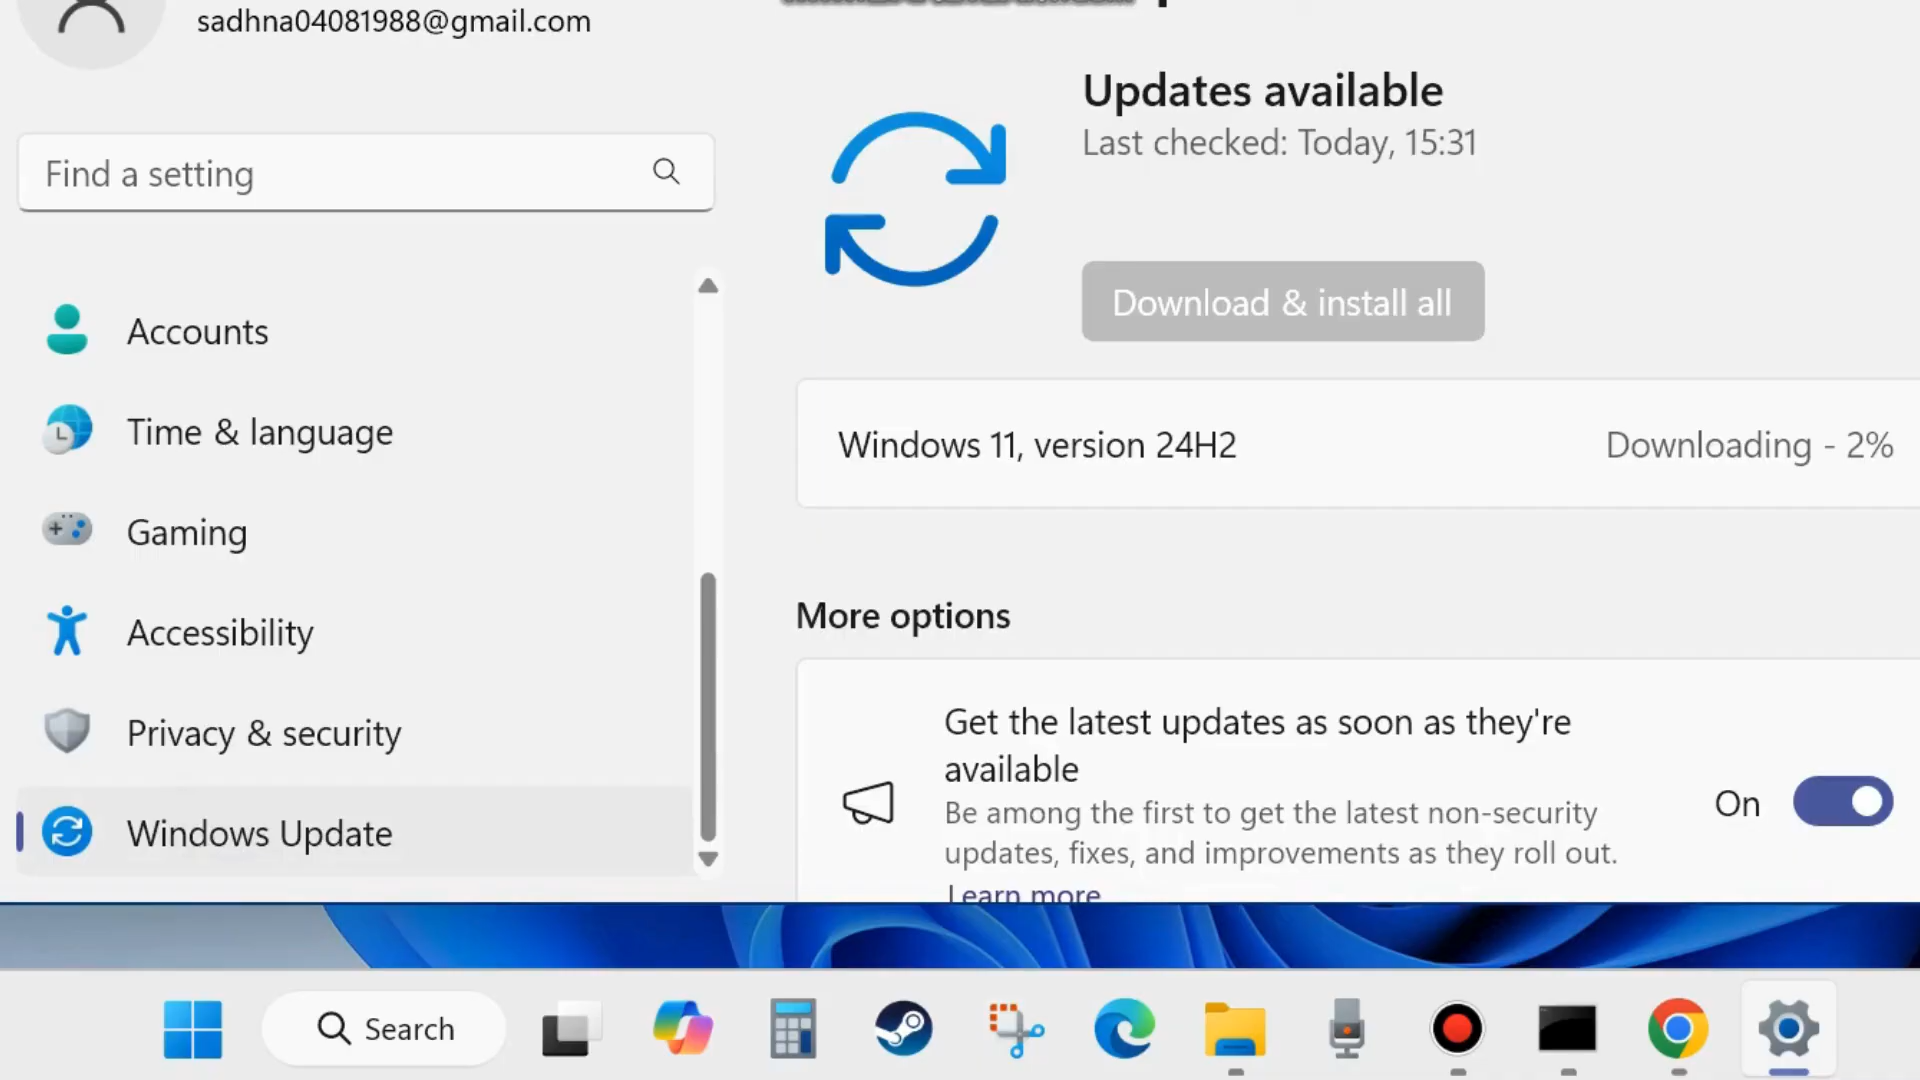 sadhna04081988@gmail.com
Find a setting
Accounts
Time & language
Gaming
Accessibility
Privacy & security
Windows Update
Updates available
Last checked: Today, 15:31
Download & install all
Windows 11, version 24H2
Downloading - 2%
More options
Get the latest updates as soon as they're
available
Be among the first to get the latest non-security
updates, fixes, and improvements as they roll out.
Learn more
On
Search